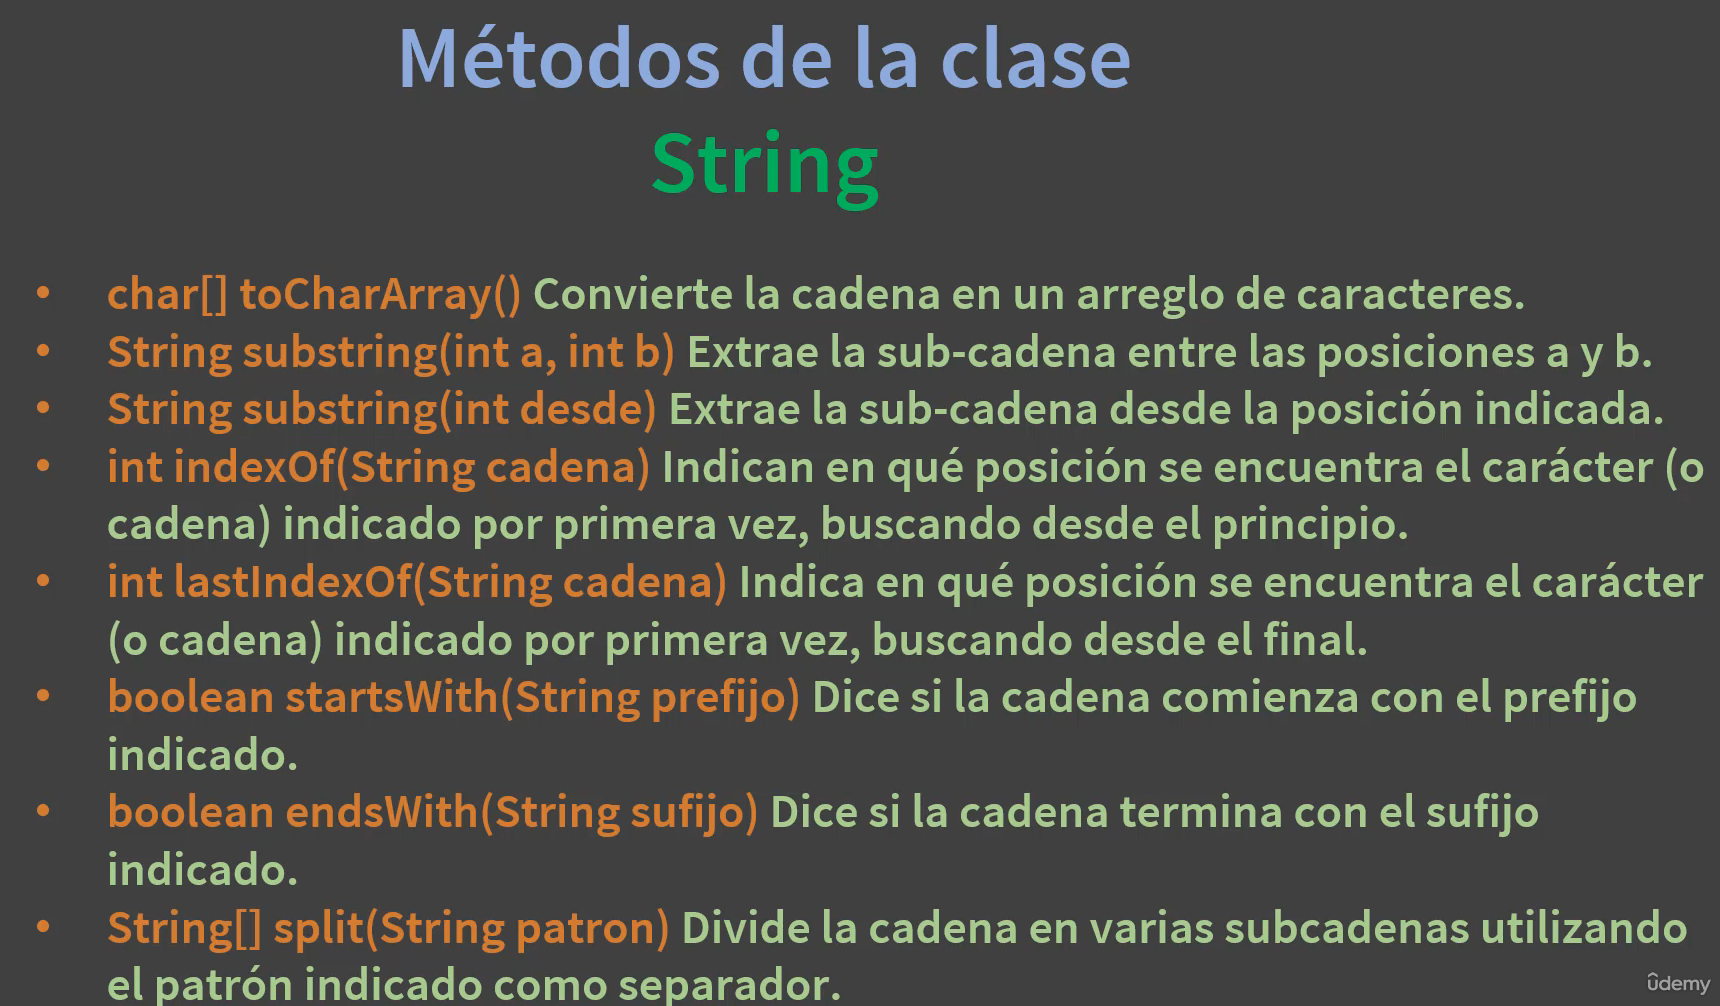 Métodos de la clase
String
• char[] toCharArray() Convierte la cadena en un arreglo de caracteres.
• String substring(int a, int b) Extrae la sub-cadena entre las posiciones a y b.
• String substring(int desde) Extrae la sub-cadena desde la posición indicada.
• int indexOf(String cadena) Indican en qué posición se encuentra el carácter (o
cadena) indicado por primera vez, buscando desde el principio.
• int lastIndexOf(String cadena) Indica en qué posición se encuentra el carácter
(o cadena) indicado por primera vez, buscando desde el final.
• boolean startsWith(String prefijo) Dice si la cadena comienza con el prefijo
indicado.
• boolean endsWith(String sufijo) Dice si la cadena termina con el sufijo
indicado.
• String[] split(String patron) Divide la cadena en varias subcadenas utilizando
el patrón indicado como separador.
ûdemy